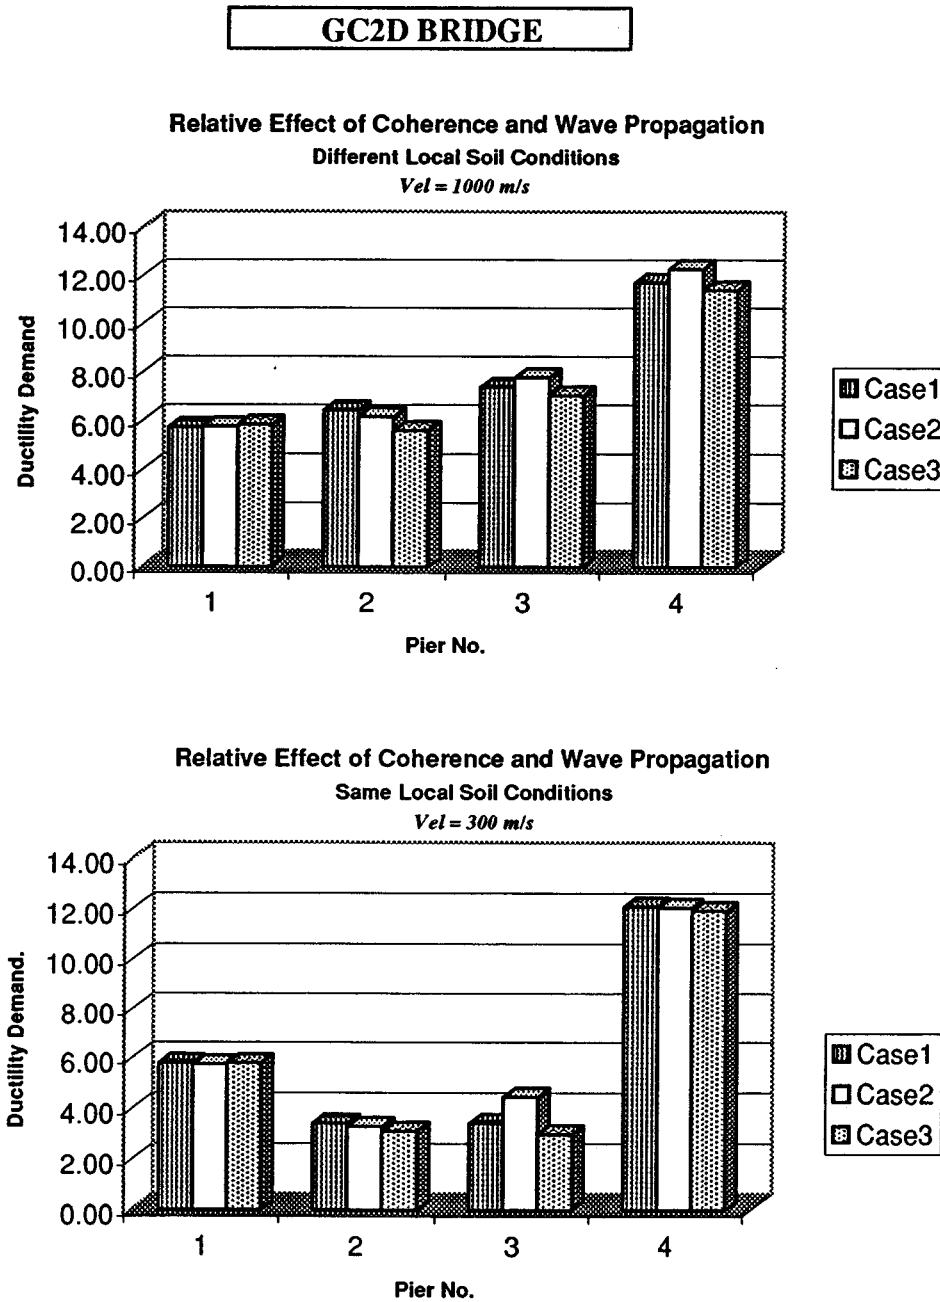 GC2D BRIDGE
Relative Effect of Coherence and Wave Propagation
Different Local Soil Conditions
Vel = 1000 m/s
14.00
12.00
10.00
8.00
6.00
4.00
2.00
0.00
Ductility Demand
1 2 3 4
Pier No.
Case1
Case2
Case3
Relative Effect of Coherence and Wave Propagation
Same Local Soil Conditions
Vel = 300 m/s
14.00
12.00
10.00
8.00
6.00
4.00
2.00
0.00
Ductility Demand.
1 2 3 4
Pier No.
Case1
Case2
Case3